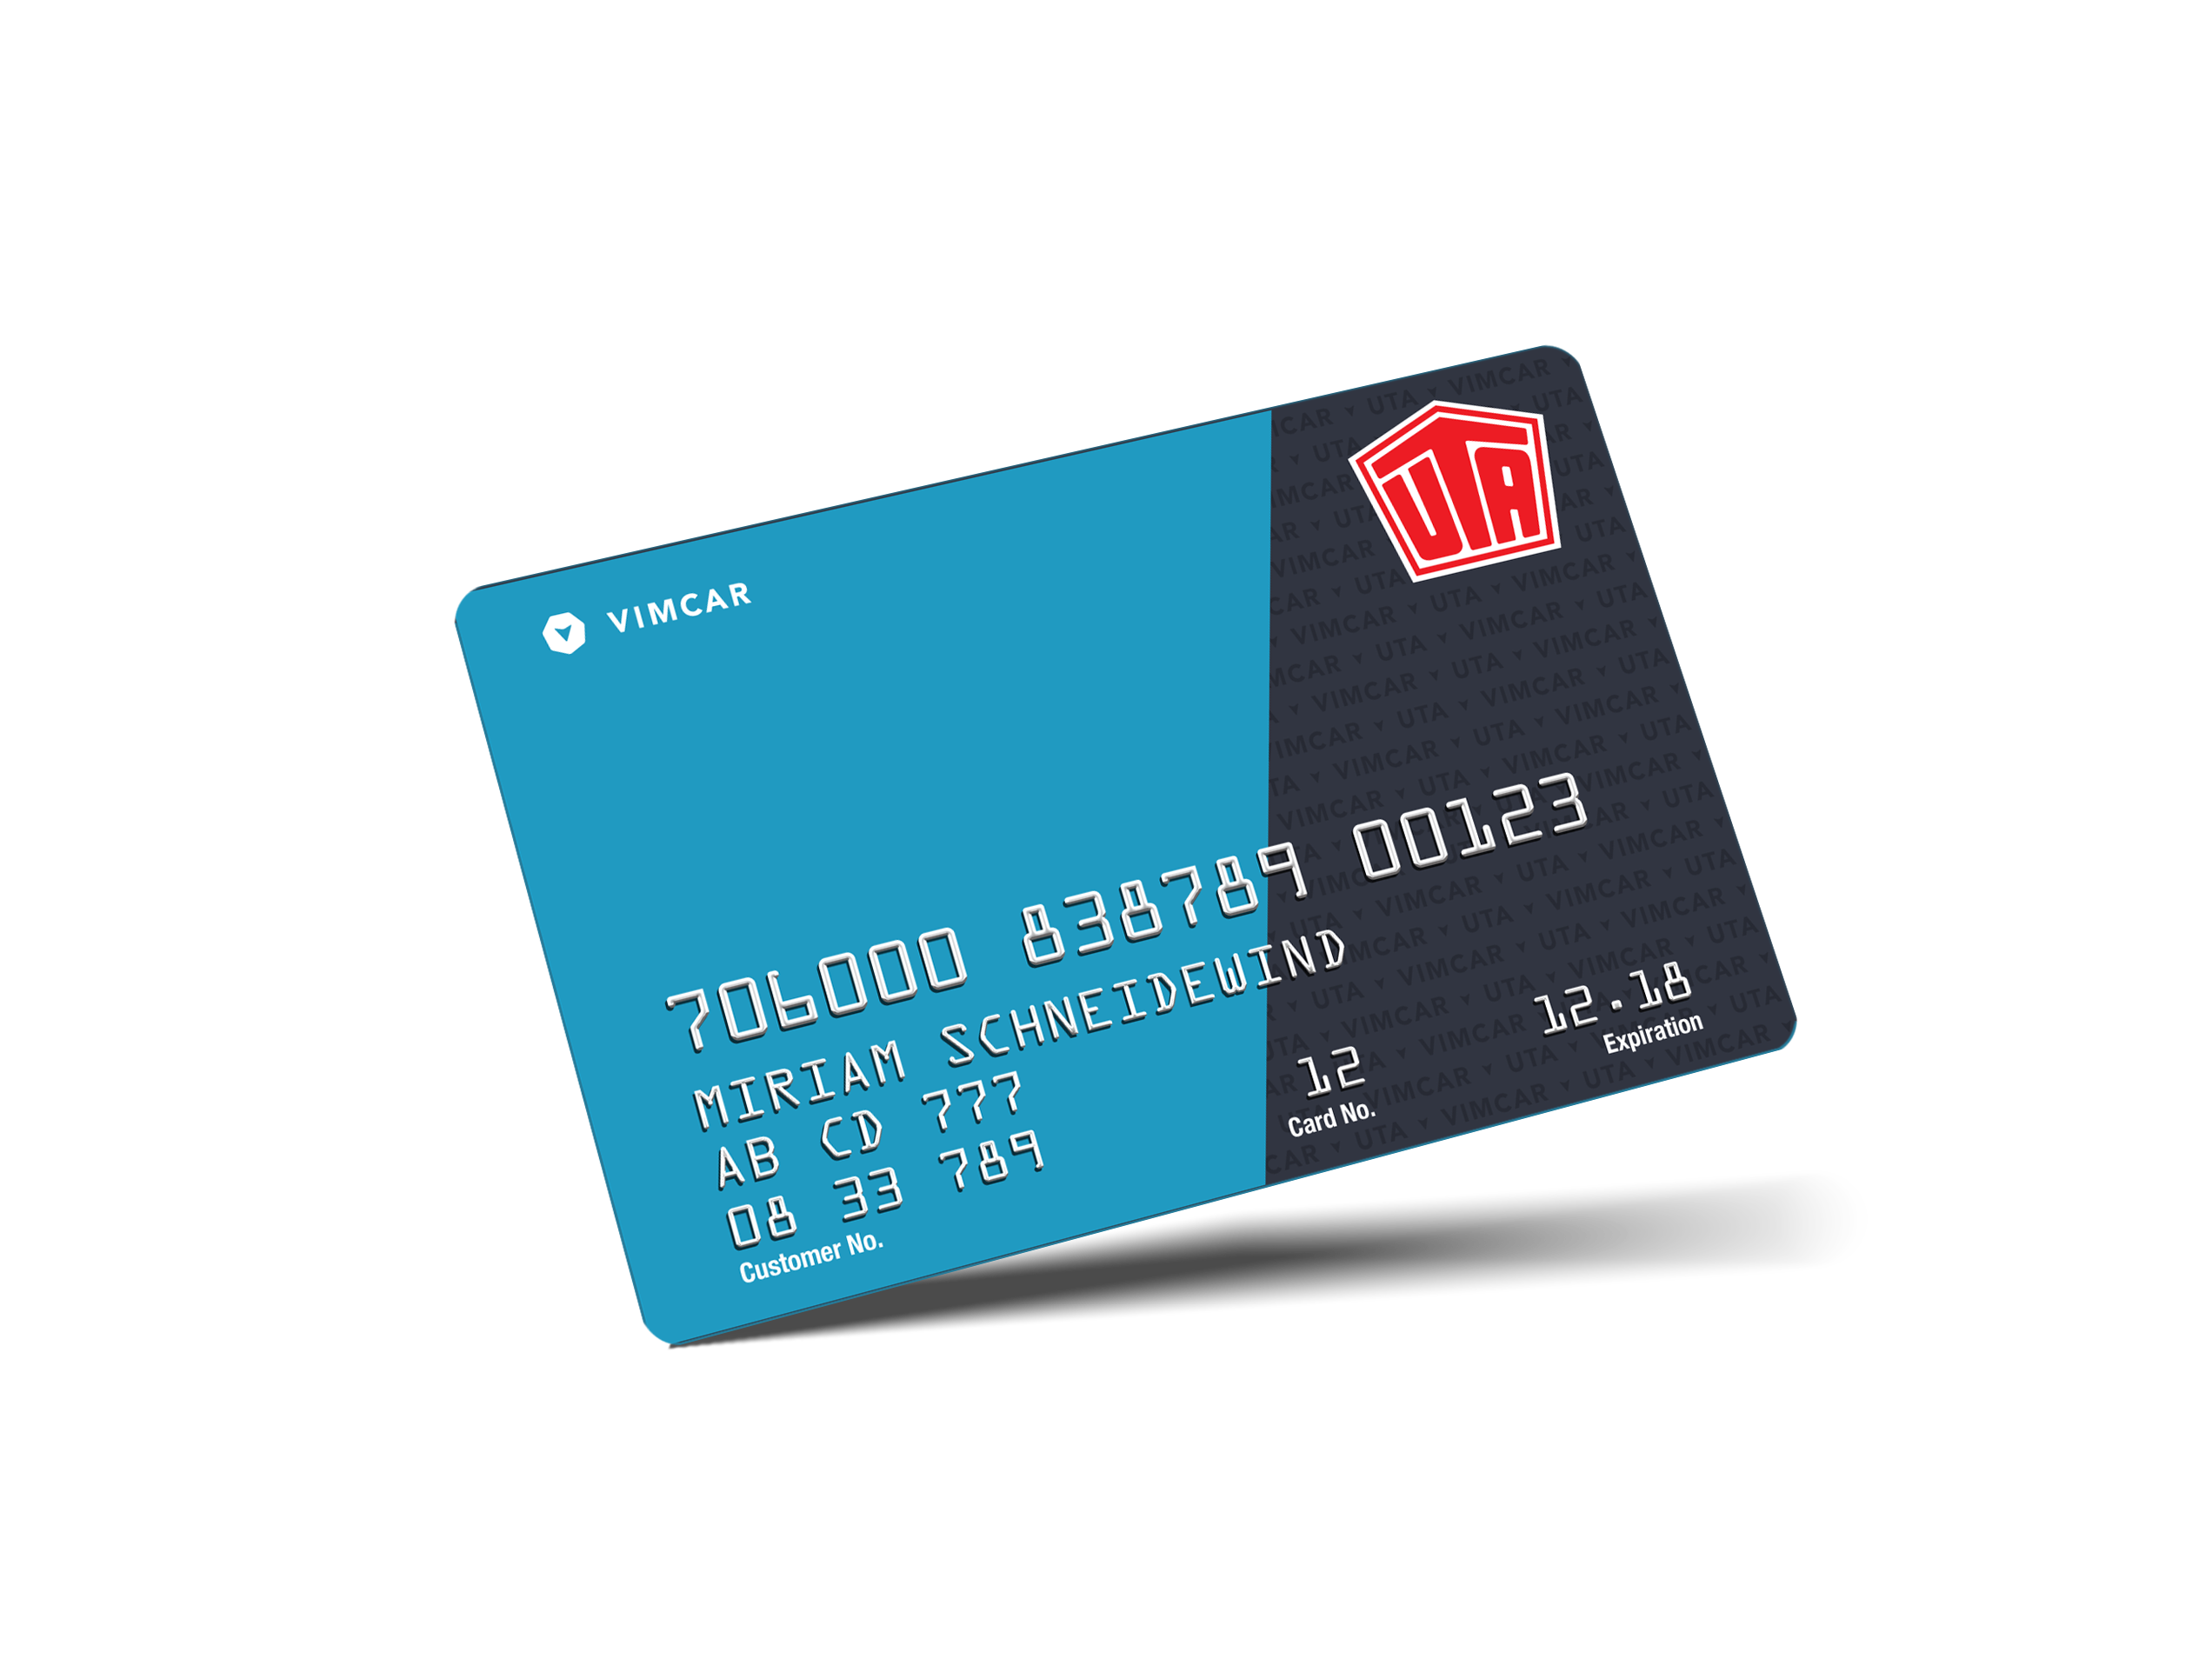 VIMCAR
UTA
706000 838789 00123
MIRIAM SCHNEIDEWIND
AB CD 777
08 33 789
Customer No.
12
Card No.
12.18
Expiration